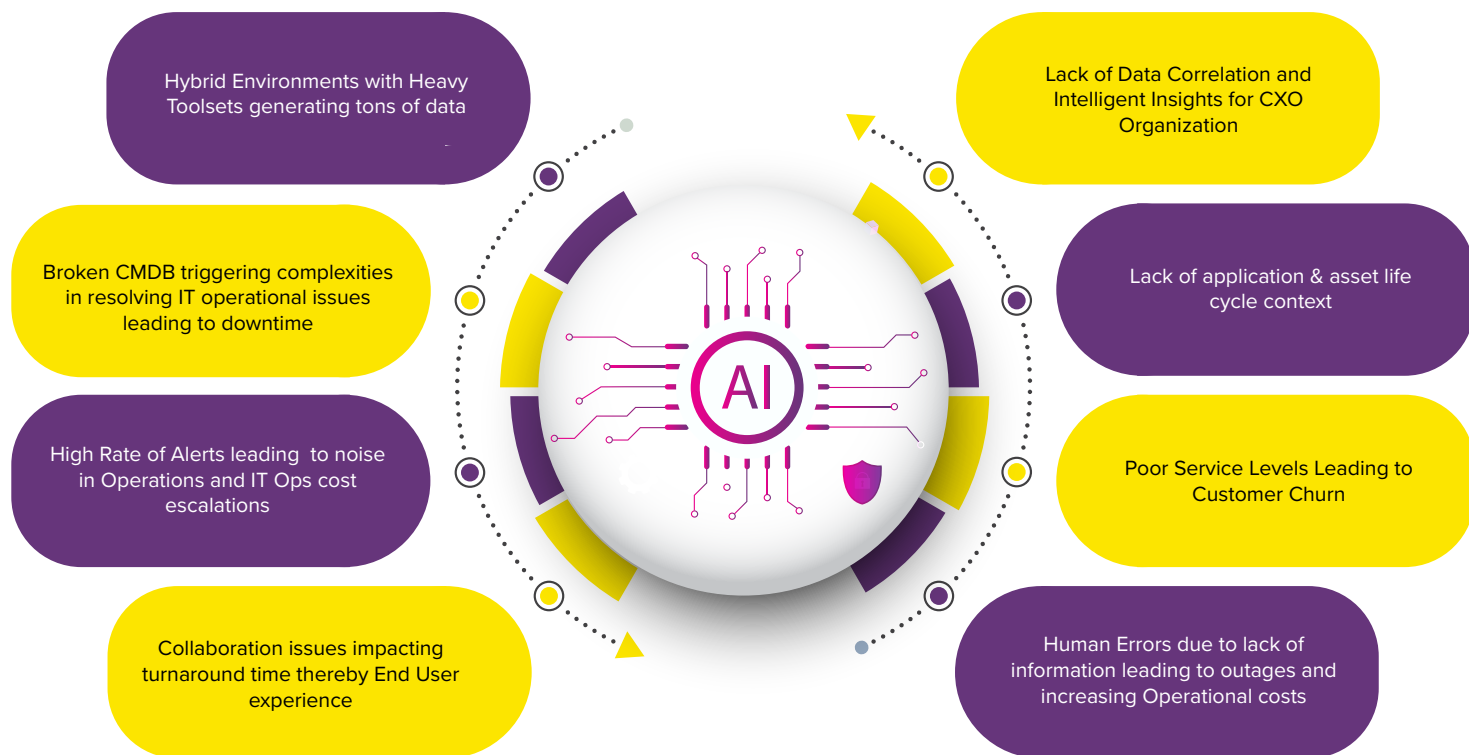 Hybrid Environments with Heavy
Toolsets generating tons of data
Broken CMDB triggering complexities
in resolving IT operational issues
leading to downtime
High Rate of Alerts leading  to noise
in Operations and IT Ops cost
escalations
Collaboration issues impacting
turnaround time thereby End User
experience
AI
Lack of Data Correlation and
Intelligent Insights for CXO
Organization
Lack of application & asset life
cycle context
Poor Service Levels Leading to
Customer Churn
Human Errors due to lack of
information leading to outages and
increasing Operational costs